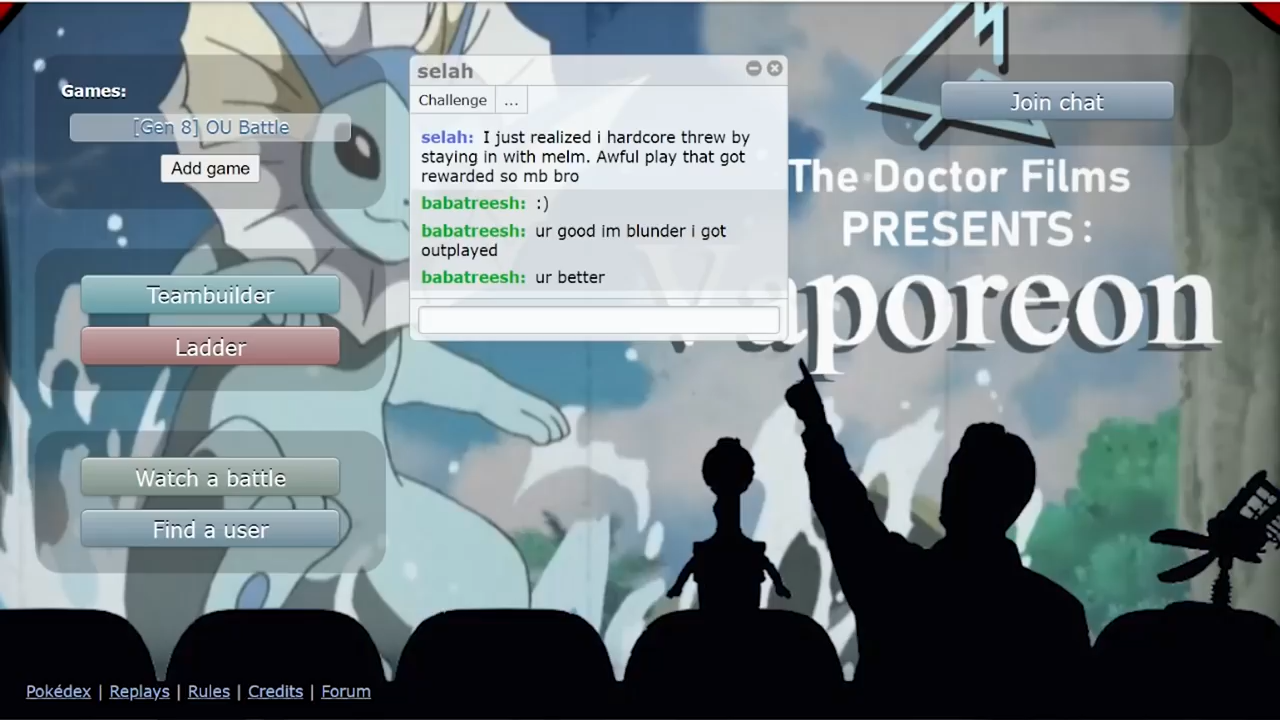 Games:
[Gen 8] OU Battle
Add game
Teambuilder
Ladder
Watch a battle
Find a user
Pokédex | Replays | Rules | Credits | Forum
selah
Challenge
...
selah: I just realized i hardcore threw by
staying in with melm. Awful play that got
rewarded so mb bro
babatreesh: :)
babatreesh: ur good im blunder i got
outplayed
babatreesh: ur better
Join chat
The Doctor Films
PRESENTS:
Vaporeon